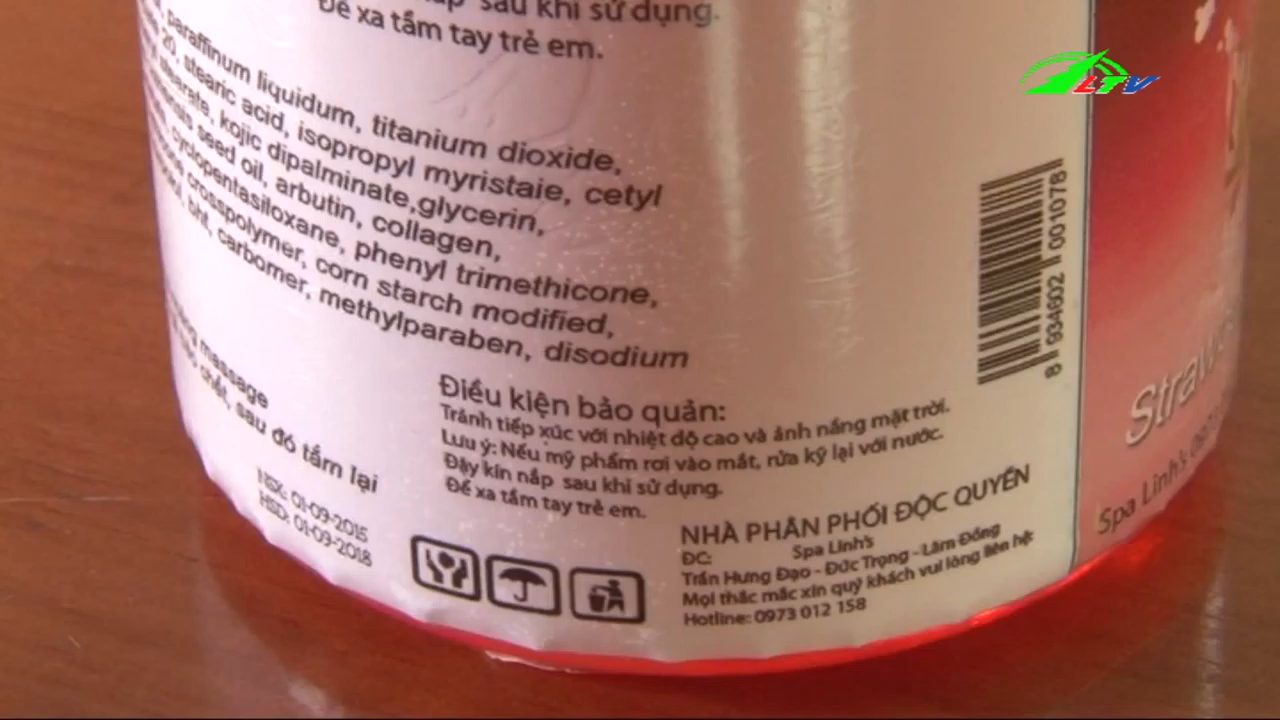 sau khi sử dụng.
Để xa tầm tay trẻ em.
LTV
paraffinum liquidum, titanium dioxide,
20, stearic acid, isopropyl myristaie, cetyl
stearate, kojic dipalminate,glycerin,
seed oil, arbutin, collagen,
cyclopentasiloxane, phenyl trimethicone,
crosspolymer, corn starch modified,
bht, carbomer, methylparaben, disodium
massage
chết, sau đó tắm lại
NSX: 01-09-2015
HSD: 01-09-2018
Điều kiện bảo quản:
Tránh tiếp xúc với nhiệt độ cao và ánh nắng mặt trời.
Lưu ý: Nếu mỹ phẩm rơi vào mắt, rửa kỹ lại với nước.
Đậy kín nắp sau khi sử dụng.
Để xa tầm tay trẻ em.
NHÀ PHÂN PHỐI ĐỘC QUYỀN
ĐC: Spa Linh's
Trần Hưng Đạo - Đức Trọng - Lâm Đồng
Mọi thắc mắc xin quý khách vui lòng liên hệ
Hotline: 0973 012 158
8 934602 001078
Spa Linh's